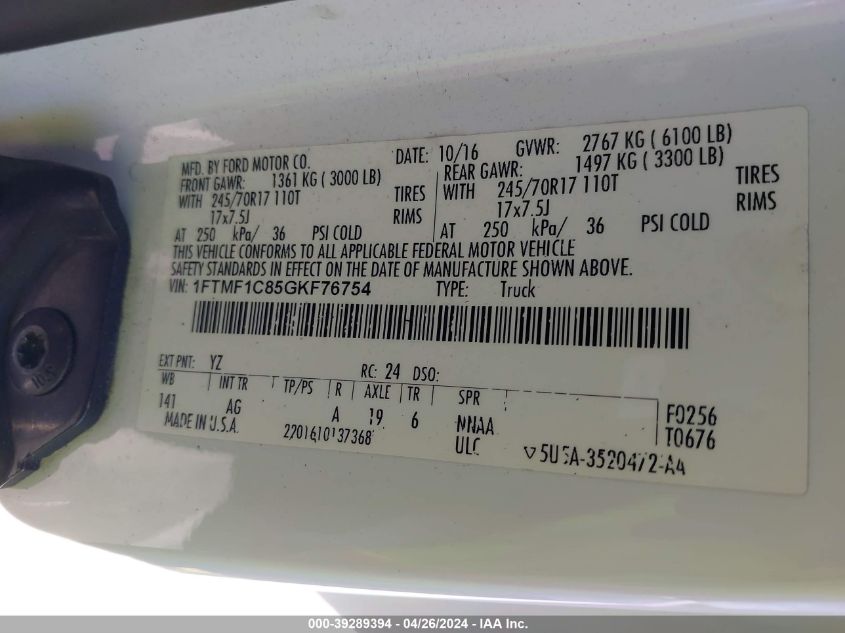 MFD. BY FORD MOTOR CO. DATE: 10/16 GVWR: 2767 KG ( 6100 LB)
FRONT GAWR: 1361 KG ( 3000 LB) REAR GAWR: 1497 KG ( 3300 LB)
WITH 245/70R17 110T TIRES WITH 245/70R17 110T TIRES
17x7.5J RIMS 17x7.5J RIMS
AT 250 kPa/ 36 PSI COLD AT 250 kPa/ 36 PSI COLD
THIS VEHICLE CONFORMS TO ALL APPLICABLE FEDERAL MOTOR VEHICLE
SAFETY STANDARDS IN EFFECT ON THE DATE OF MANUFACTURE SHOWN ABOVE.
VIN: 1FTMF1C85GKF76754 TYPE: Truck
EXT PNT: YZ RC: 24 DSO:
WB INT TR TP/PS R AXLE TR SPR
141 AG A 19 6 NNAA F0256
MADE IN U.S.A. 2201610137368 ULC T0676
5U5A-3520472-AA
000-39289394 / 04/26/2024 / IAA Inc.